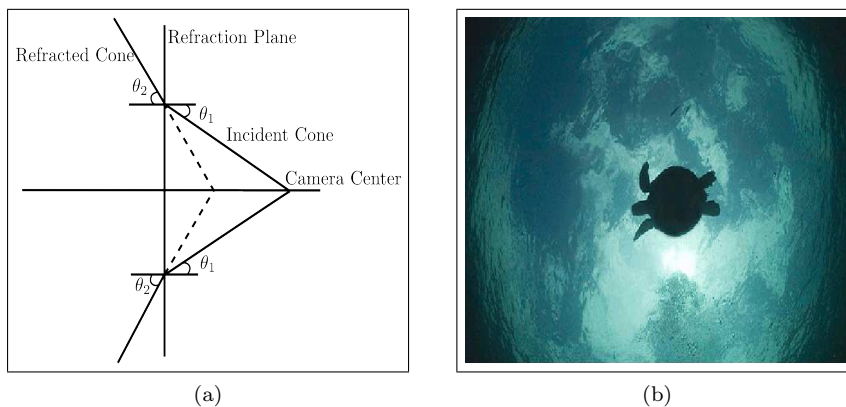 Refraction Plane
Refracted Cone
θ2
θ1
Incident Cone
Camera Center
θ1
θ2
(a)
(b)